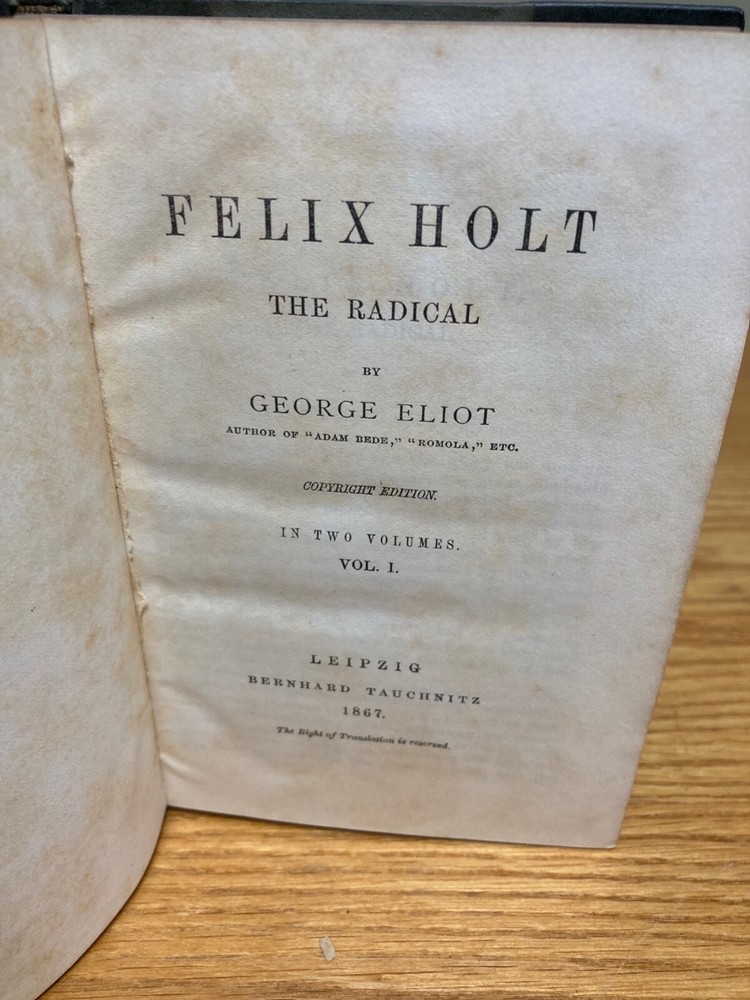 FELIX HOLT
THE RADICAL
BY
GEORGE ELIOT
AUTHOR OF "ADAM BEDE," "ROMOLA," ETC.
COPYRIGHT EDITION.
IN TWO VOLUMES.
VOL. I.
LEIPZIG
BERNHARD TAUCHNITZ
1867.
The Right of Translation is reserved.